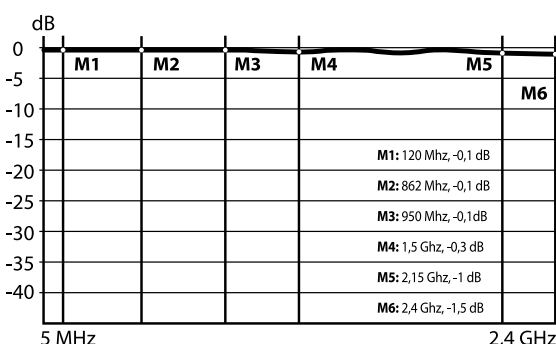 dB
0
M1 M2 M3 M4 M5
-5
M6
-10
-15
M1: 120 Mhz, -0,1 dB
-20
M2: 862 Mhz, -0,1 dB
-25
M3: 950 Mhz, -0,1dB
-30
M4: 1,5 Ghz, -0,3 dB
-35
M5: 2,15 Ghz, -1 dB
-40
M6: 2,4 Ghz, -1,5 dB
5 MHz 2.4 GHz